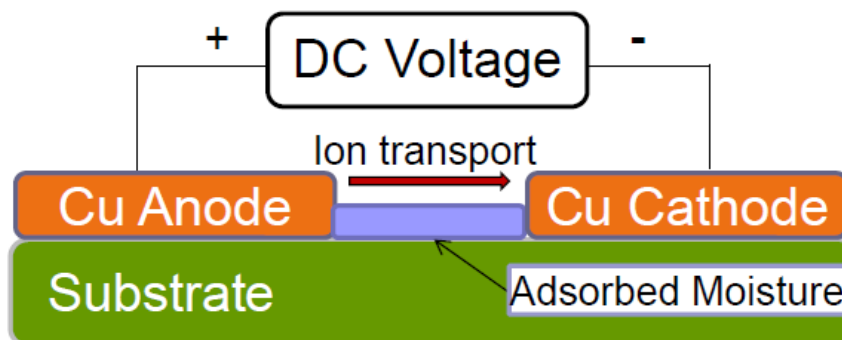 +
DC Voltage
-
Ion transport
Cu Anode
Cu Cathode
Substrate
Adsorbed Moisture